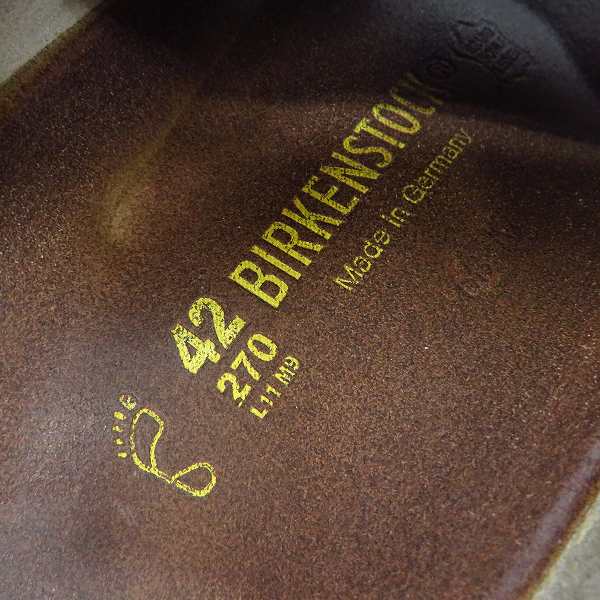 42 BIRKENSTOCK®
270 Made in Germany
L11 M9